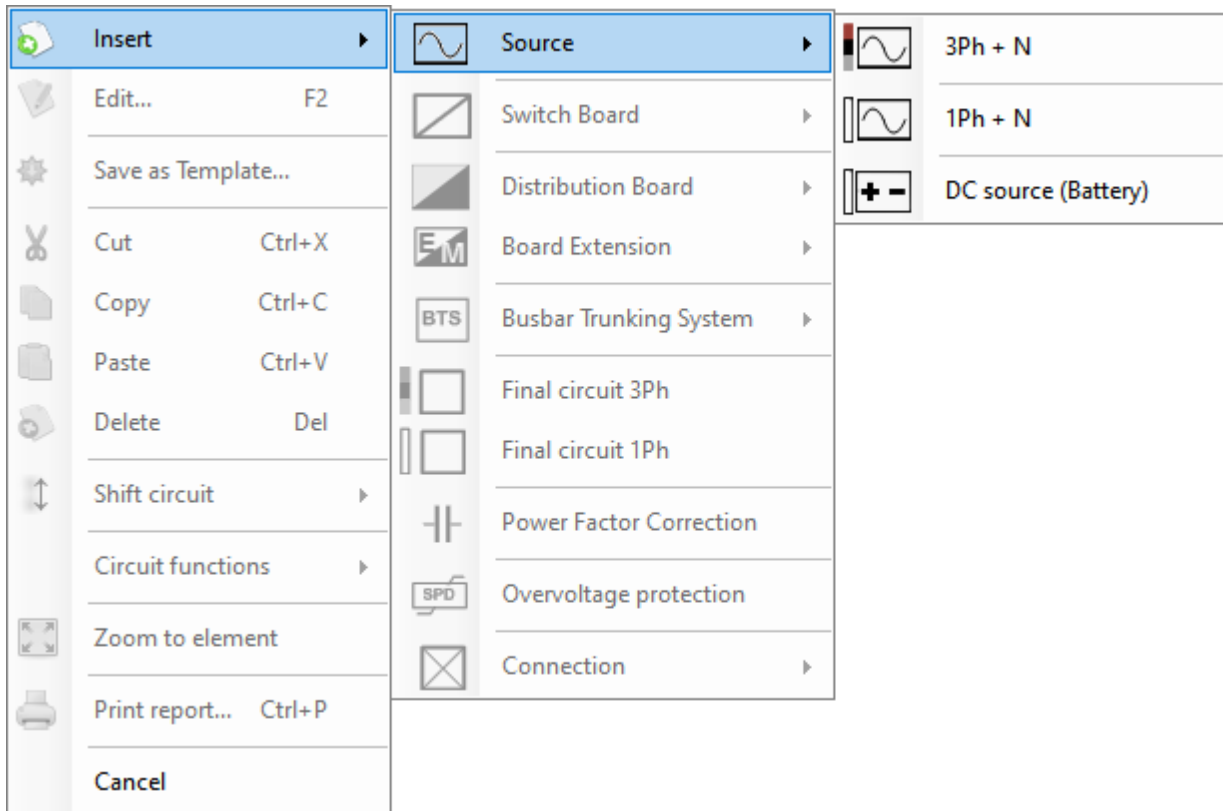 Insert
Edit... F2
Save as Template...
Cut Ctrl+X
Copy Ctrl+C
Paste Ctrl+V
Delete Del
Shift circuit
Circuit functions
Zoom to element
Print report... Ctrl+P
Cancel
Source
Switch Board
Distribution Board
EM Board Extension
BTS Busbar Trunking System
Final circuit 3Ph
Final circuit 1Ph
Power Factor Correction
SPD Overvoltage protection
Connection
3Ph + N
1Ph + N
DC source (Battery)